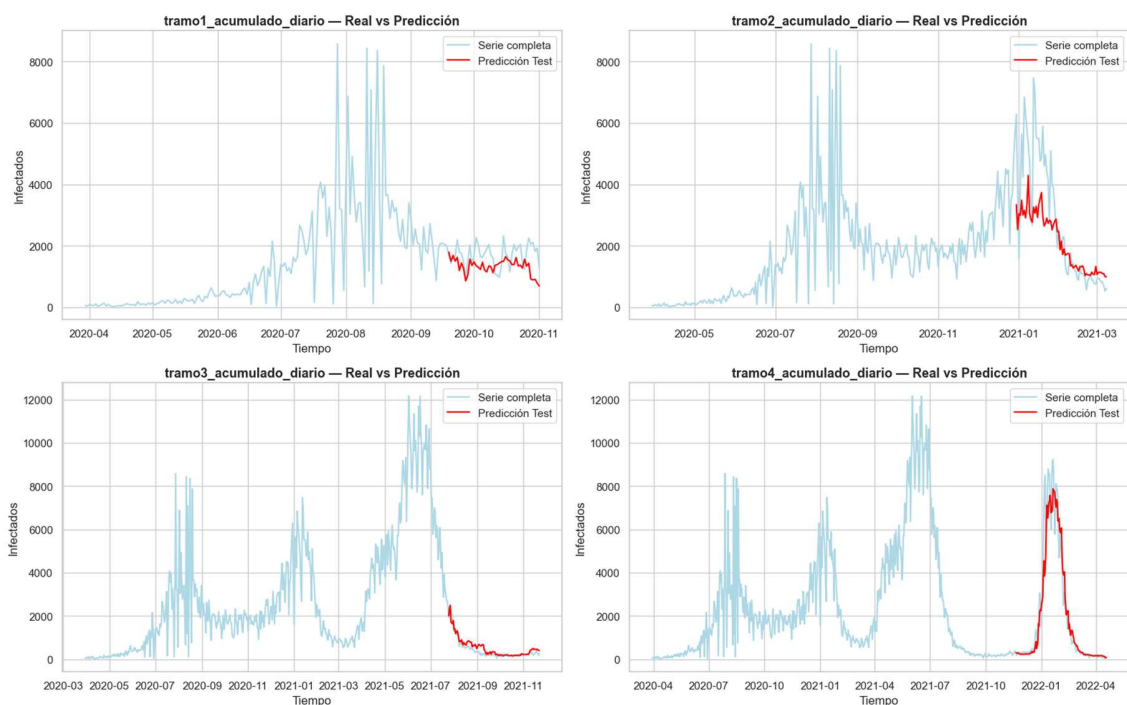 tramo1_acumulado_diario — Real vs Predicción
Serie completa
Predicción Test
8000
6000
4000
2000
0
Infectados
2020-04 2020-05 2020-06 2020-07 2020-08 2020-09 2020-10 2020-11
Tiempo
tramo2_acumulado_diario — Real vs Predicción
Serie completa
Predicción Test
8000
6000
4000
2000
0
Infectados
2020-05 2020-07 2020-09 2020-11 2021-01 2021-03
Tiempo
tramo3_acumulado_diario — Real vs Predicción
Serie completa
Predicción Test
12000
10000
8000
6000
4000
2000
0
Infectados
2020-03 2020-05 2020-07 2020-09 2020-11 2021-01 2021-03 2021-05 2021-07 2021-09 2021-11
Tiempo
tramo4_acumulado_diario — Real vs Predicción
Serie completa
Predicción Test
12000
10000
8000
6000
4000
2000
0
Infectados
2020-04 2020-07 2020-10 2021-01 2021-04 2021-07 2021-10 2022-01 2022-04
Tiempo